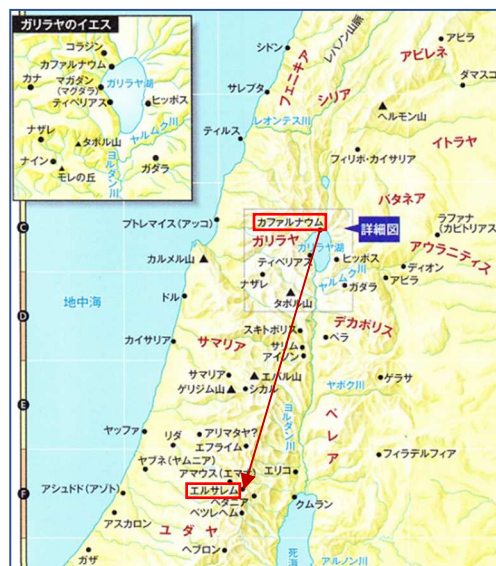 ガリラヤのイエス
コラジン
カファルナウム
カナ
マガダン
(マグダラ)
ガリラヤ湖
ティベリアス
ヒッポス
ヤルムク川
ナザレ
タボル山
ナイン
モレの丘
ガダラ
ヨルダン川
シドン
レバノン山脈
アビラ
アビレネ
フェニキア
シリア
サレプタ
ダマスコ
ヘルモン山
レオンテス川
ティルス
イトラヤ
フィリポ・カイサリア
バタネア
C
プトレマイス(アッコ)
カファルナウム
詳細図
ラファナ
(カピトリアス)
ガリラヤ
ガリラヤ湖
アウラニティス
カルメル山
ティベリアス
ヒッポス
ヤルムク川
ディオン
アビラ
ナザレ
ガダラ
地中海
ドル
タボル山
D
スキトポリス
デカポリス
カイサリア
サマリア
サリム
アイノン
ペラ
サマリア
エバル山
ヤボク川
ゲラサ
ゲリジム山
シカル
E
ヨルダン川
ペレア
ヤッファ
リダ
アリマタヤ?
エフライム
ヤブネ(ヤムニア)
アマウス(エマオ)
エリコ
フィラデルフィア
エルサレム
F
アシュドド(アゾト)
ベタニア
クムラン
アスカロン
ベツレヘム
ユダヤ
ヘブロン
ガザ
死海
アルノン川